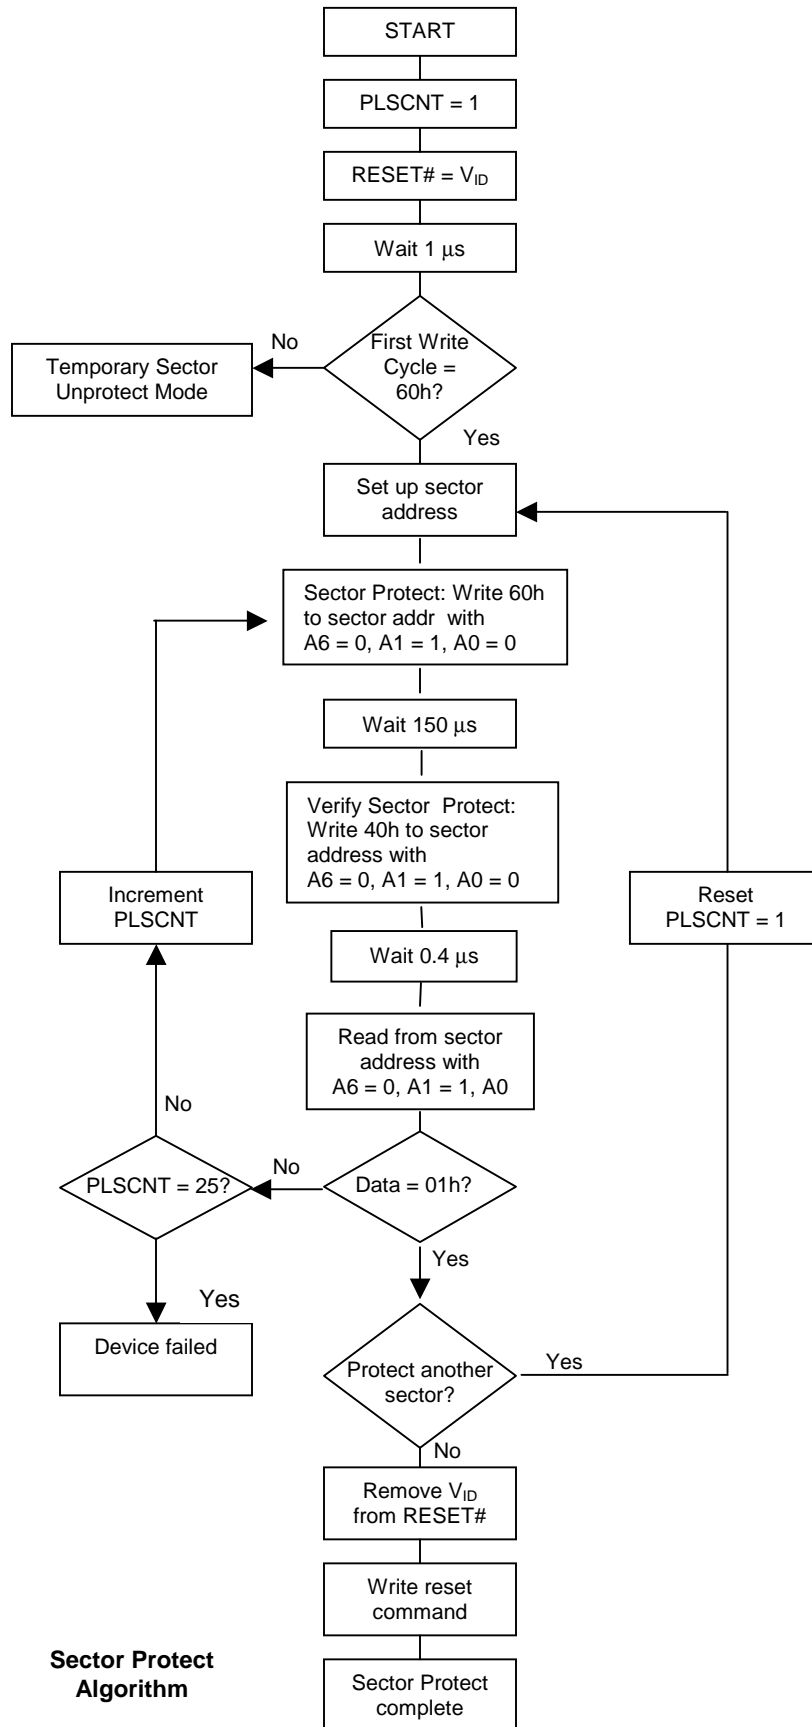 START
PLSCNT = 1
RESET# = VID
Wait 1 μs
First Write
Cycle =
60h?
No
Temporary Sector
Unprotect Mode
Yes
Set up sector
address
Sector Protect: Write 60h
to sector addr with
A6 = 0, A1 = 1, A0 = 0
Wait 150 μs
Verify Sector Protect:
Write 40h to sector
address with
A6 = 0, A1 = 1, A0 = 0
Increment
PLSCNT
Reset
PLSCNT = 1
Wait 0.4 μs
Read from sector
address with
A6 = 0, A1 = 1, A0
No
No
PLSCNT = 25?
Data = 01h?
Yes
Yes
Device failed
Protect another
sector?
Yes
No
Remove VID
from RESET#
Write reset
command
Sector Protect
Algorithm
Sector Protect
complete